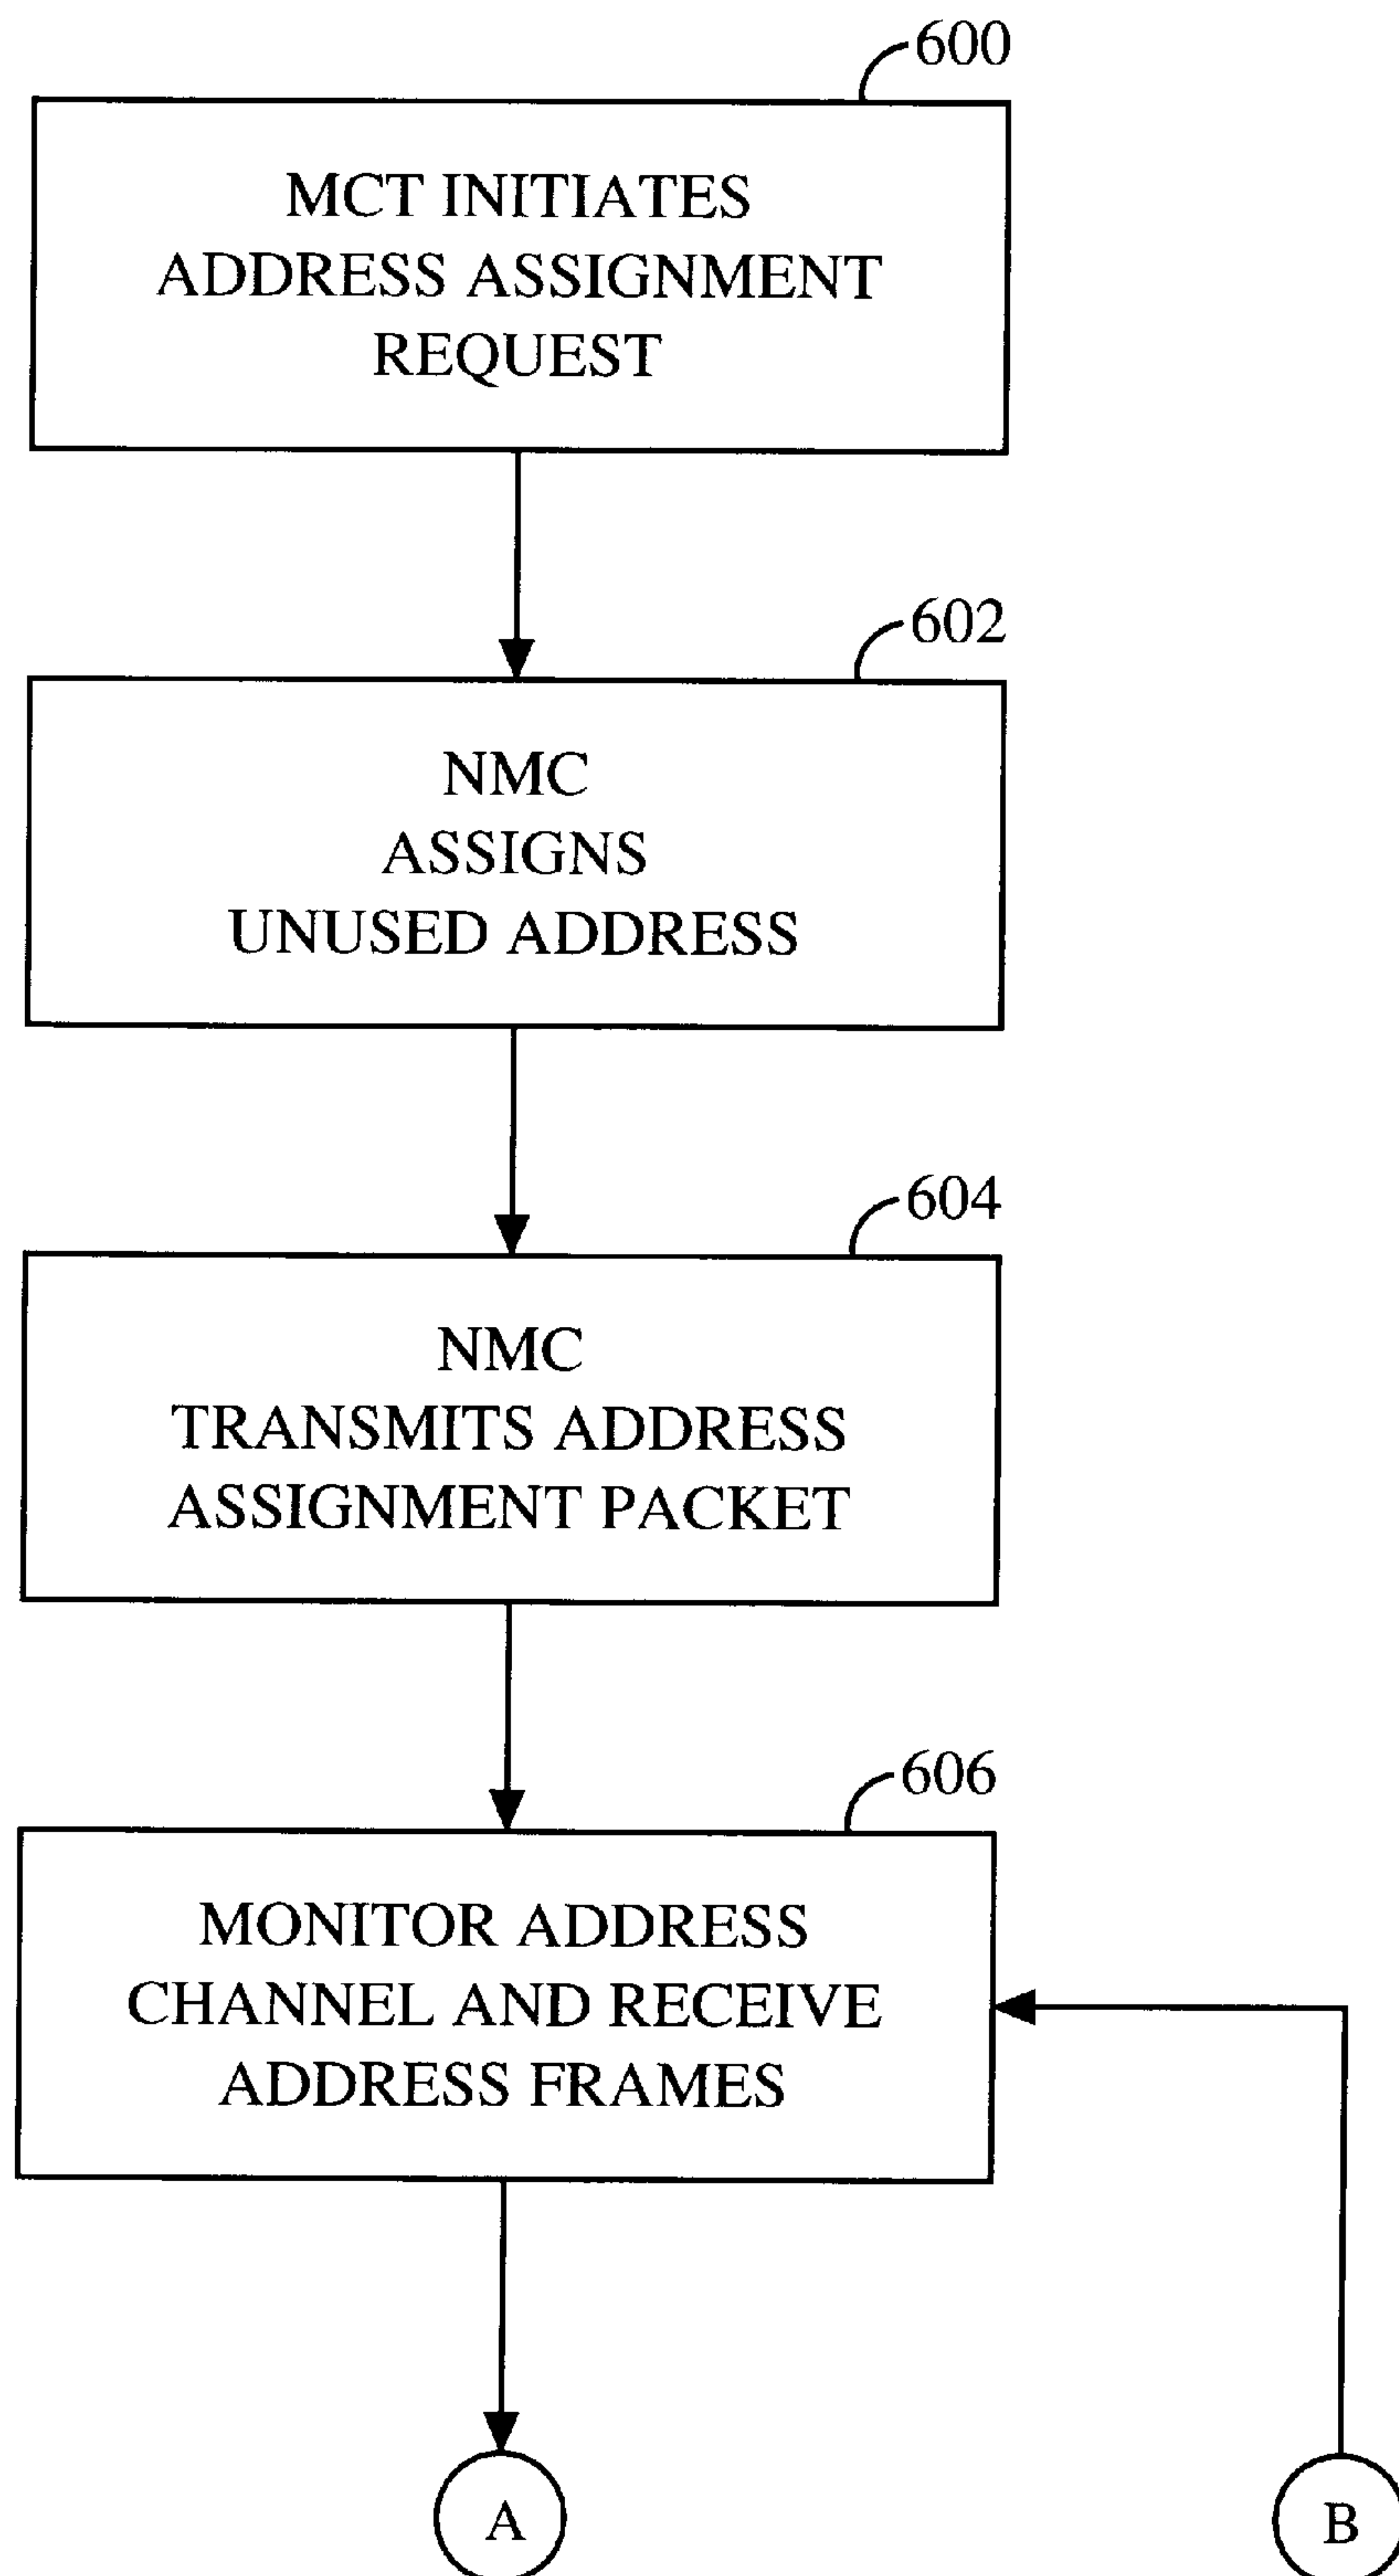 600
MCT INITIATES
ADDRESS ASSIGNMENT
REQUEST
602
NMC
ASSIGNS
UNUSED ADDRESS
604
NMC
TRANSMITS ADDRESS
ASSIGNMENT PACKET
606
MONITOR ADDRESS
CHANNEL AND RECEIVE
ADDRESS FRAMES
A
B